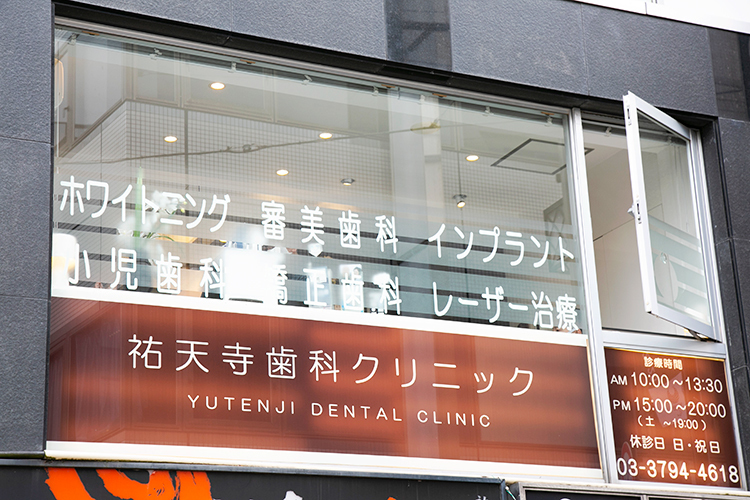 ホワイトニング 審美歯科 インプラント
小児歯科 矯正歯科 レーザー治療
祐天寺歯科クリニック
YUTENJI DENTAL CLINIC
診療時間
AM 10:00～13:30
PM 15:00～20:00
(土 ～19:00)
休診日 日・祝日
03-3794-4618